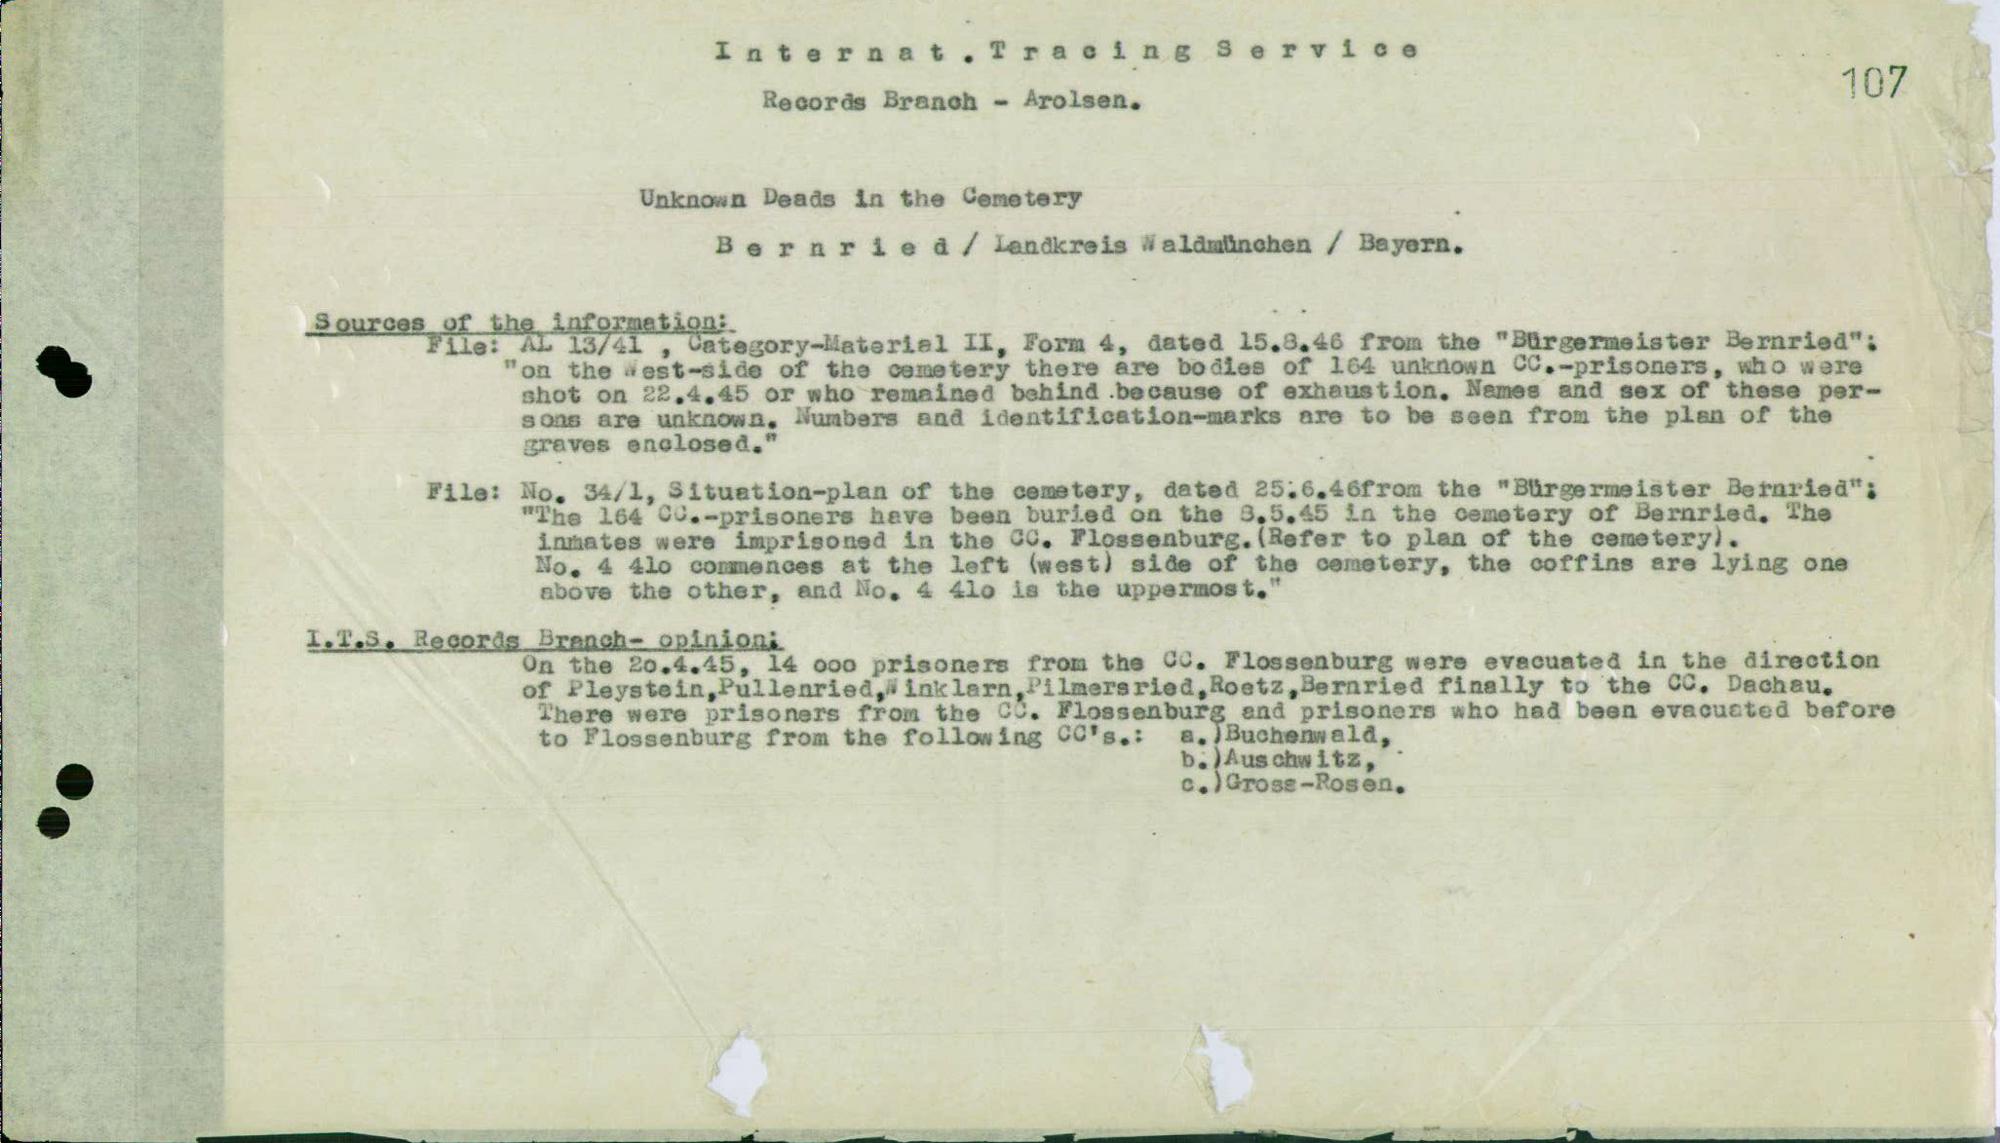 Internat. Tracing Service
107
Records Branch - Arolsen.
Unknown Deads in the Cemetery
Bernried / Landkreis Waldmünchen / Bayern.
Sources of the information:
File: AL 13/41 , Category-Material II, Form 4, dated 15.8.46 from the "Bürgermeister Bernried":
"on the West-side of the cemetery there are bodies of 164 unknown CC.-prisoners, who were
shot on 22.4.45 or who remained behind because of exhaustion. Names and sex of these per-
sons are unknown. Numbers and identification-marks are to be seen from the plan of the
graves enclosed."
File: No. 34/1, Situation-plan of the cemetery, dated 25.6.46from the "Bürgermeister Bernried":
"The 164 CC.-prisoners have been buried on the 8.5.45 in the cemetery of Bernried. The
inmates were imprisoned in the CC. Flossenburg.(Refer to plan of the cemetery).
No. 4 41o commences at the left (west) side of the cemetery, the coffins are lying one
above the other, and No. 4 41o is the uppermost."
I.T.S. Records Branch- opinion:
On the 2o.4.45, 14 ooo prisoners from the CC. Flossenburg were evacuated in the direction
of Pleystein,Pullenried,Winklarn,Pilmersried,Roetz,Bernried finally to the CC. Dachau.
There were prisoners from the CC. Flossenburg and prisoners who had been evacuated before
to Flossenburg from the following CC's.: a.)Buchenwald,
b.)Auschwitz,
c.)Gross-Rosen.